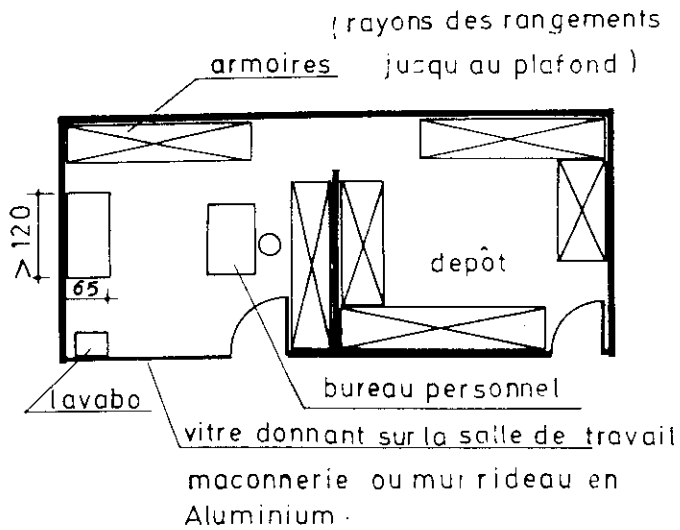 (rayons des rangements
armoires jusqu au plafond )
>120
65
depôt
lavabo
bureau personnel
vitre donnant sur la salle de travail
maconnerie ou mur rideau en
Aluminium.